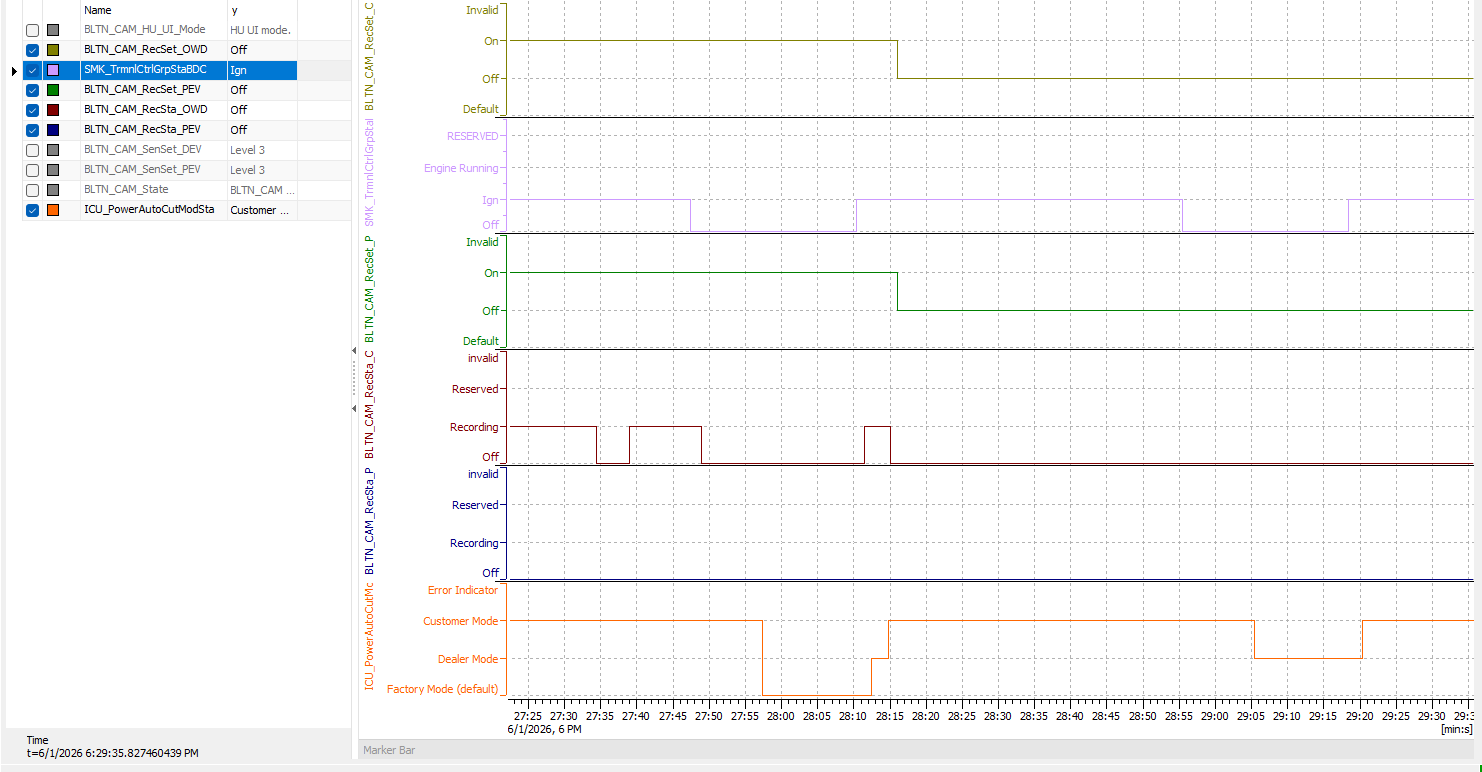 Name y
BLTN_CAM_HU_UI_Mode HU UI mode.
BLTN_CAM_RecSet_OWD Off
SMK_TrmnlCtrlGrpStaBDC Ign
BLTN_CAM_RecSet_PEV Off
BLTN_CAM_RecSta_OWD Off
BLTN_CAM_RecSta_PEV Off
BLTN_CAM_SenSet_DEV Level 3
BLTN_CAM_SenSet_PEV Level 3
BLTN_CAM_State BLTN_CAM ...
ICU_PowerAutoCutModSta Customer ...
Time
t=6/1/2026 6:29:35.827460439 PM
BLTN_CAM_RecSet_C
Invalid
On
Off
Default
SMK_TrmnlCtrlGrpStal
RESERVED
Engine Running
Ign
Off
BLTN_CAM_RecSet_P
Invalid
On
Off
Default
BLTN_CAM_RecSta_C
invalid
Reserved
Recording
Off
BLTN_CAM_RecSta_P
invalid
Reserved
Recording
Off
ICU_PowerAutoCutMc
Error Indicator
Customer Mode
Dealer Mode
Factory Mode (default)
27:25 27:30 27:35 27:40 27:45 27:50 27:55 28:00 28:05 28:10 28:15 28:20 28:25 28:30 28:35 28:40 28:45 28:50 28:55 29:00 29:05 29:10 29:15 29:20 29:25 29:30 29:3
6/1/2026, 6 PM [min:s]
Marker Bar